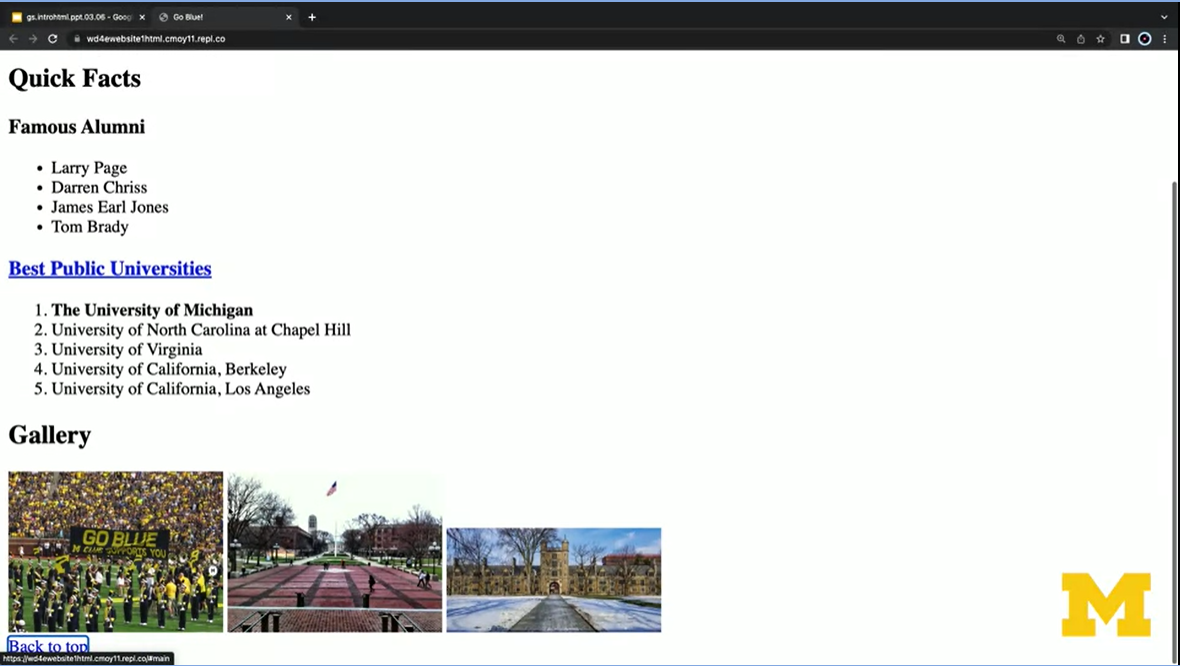 gs.introhtml.ppt.03.06 - Goog
Go Blue!
wd4ewebsite1html.cmoy11.repl.co
Quick Facts
Famous Alumni
• Larry Page
• Darren Chriss
• James Earl Jones
• Tom Brady
Best Public Universities
1. The University of Michigan
2. University of North Carolina at Chapel Hill
3. University of Virginia
4. University of California, Berkeley
5. University of California, Los Angeles
Gallery
GO BLUE
M CLUB SUPPORTS YOU
M
Back to top
https://wd4ewebsite1html.cmoy11.repl.co/#main